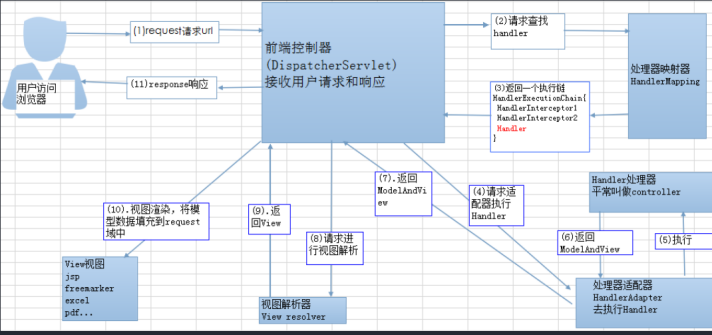 (1)request请求url
(11)response响应
用户访问
浏览器
前端控制器
(DispatcherServlet)
接收用户请求和响应
(2)请求查找
handler
处理器映射器
HandlerMapping
(3)返回一个执行链
HandlerExecutionChain{
HandlerInterceptor1
HandlerInterceptor2
Handler
}
(4)请求适
配器执行
Handler
Handler处理器
平常叫做controller
(5)执行
(6)返回
ModelAndView
处理器适配器
HandlerAdapter
去执行Handler
(7).返回
ModelAndVi
ew
(8)请求进
行视图解析
视图解析器
View resolver
(9).返
回View
(10).视图渲染，将模
型数据填充到request
域中
View视图
jsp
freemarker
excel
pdf...